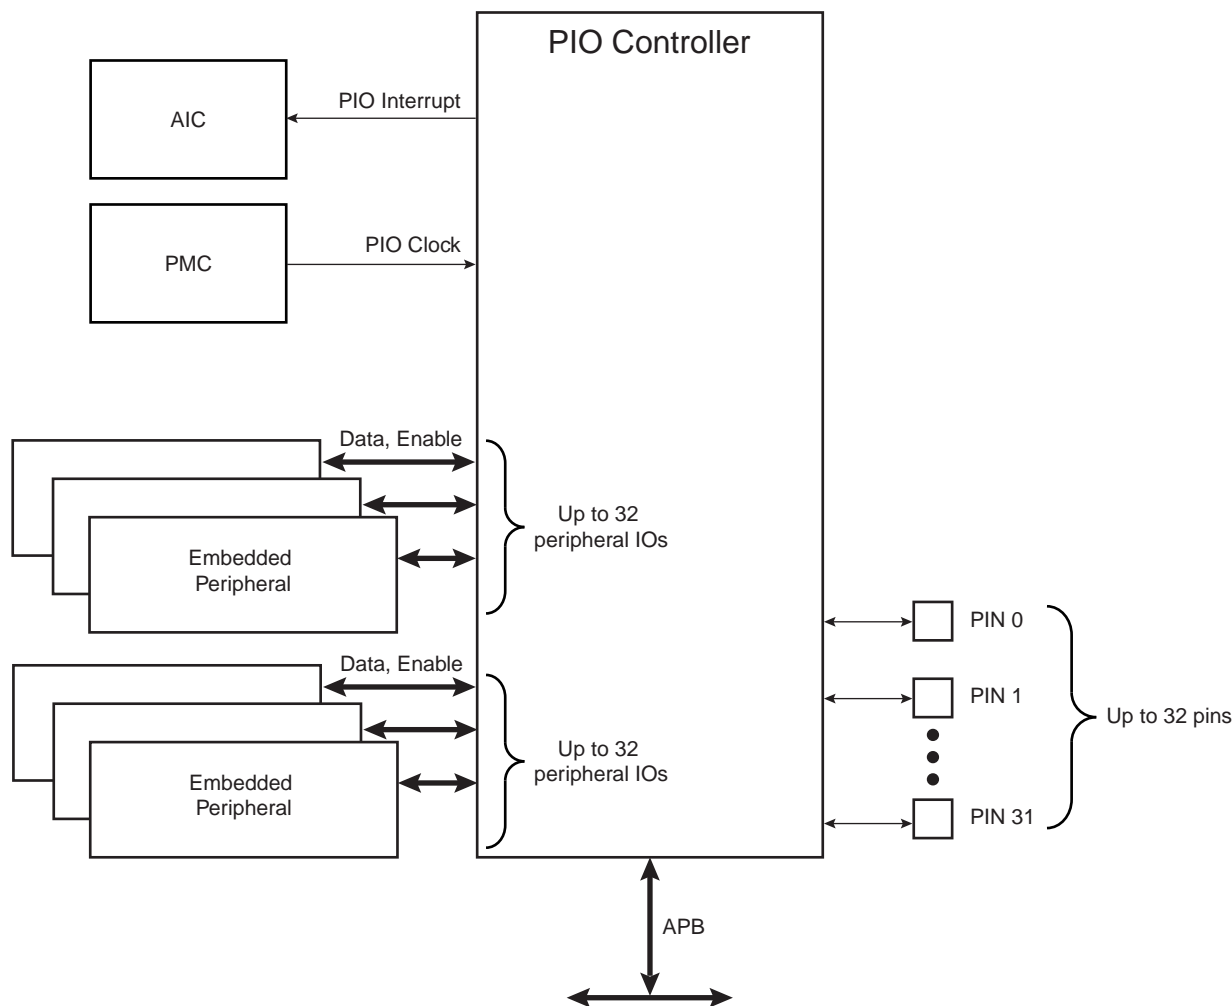 PIO Controller
PIO Interrupt
AIC
PIO Clock
PMC
Data, Enable
Up to 32
peripheral IOs
Embedded
Peripheral
PIN 0
Data, Enable
PIN 1
Up to 32 pins
Up to 32
peripheral IOs
Embedded
Peripheral
PIN 31
APB